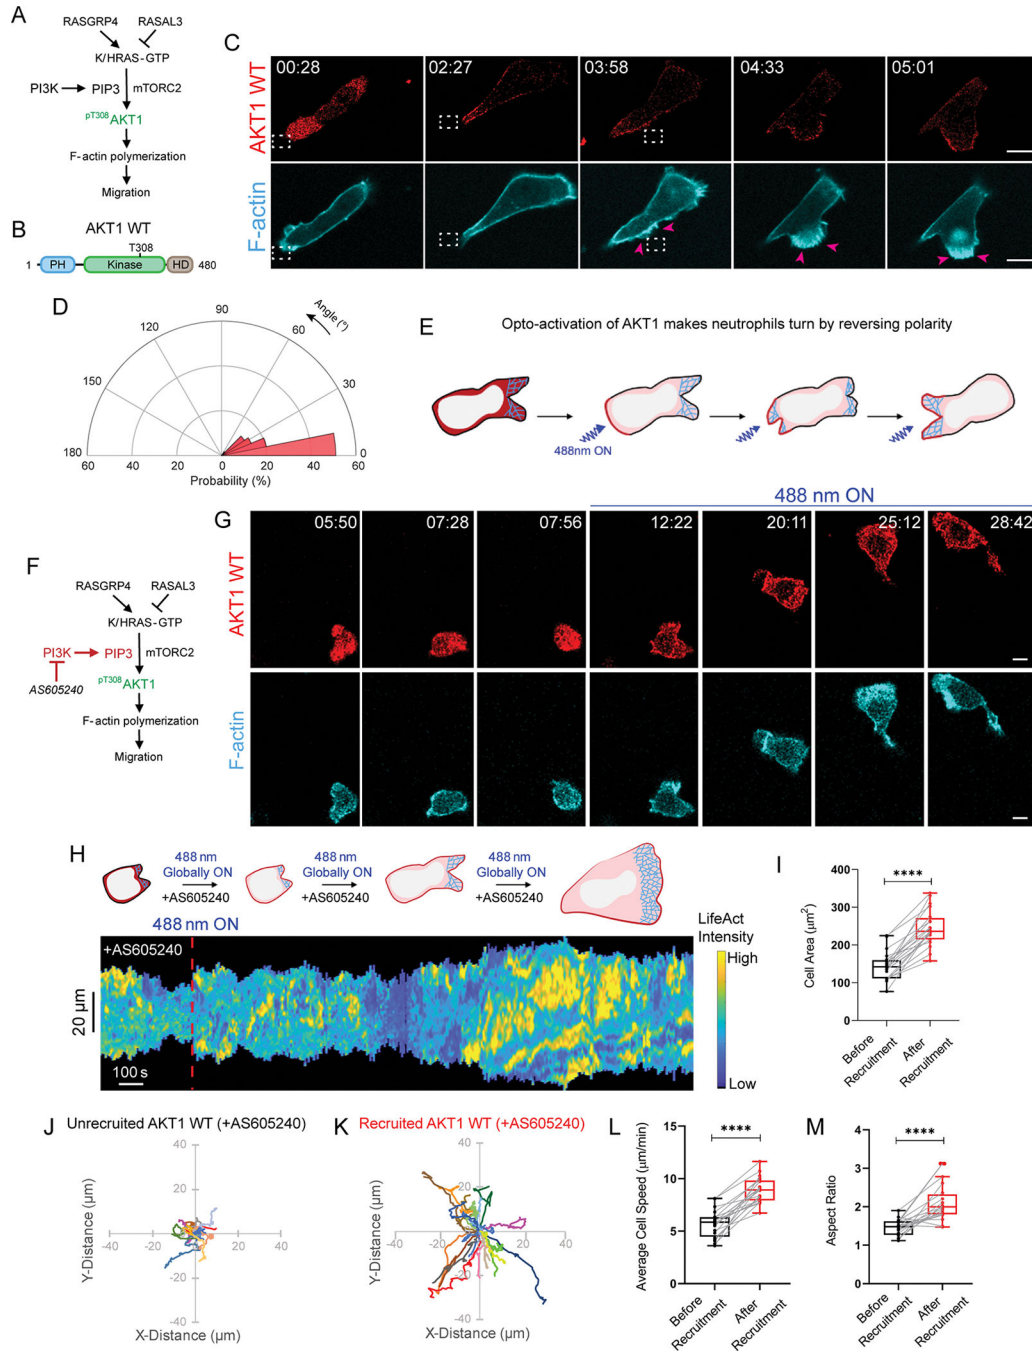 A
RASGRP4 RASAL3
K/HRAS-GTP
PI3K PIP3 mTORC2
pT308AKT1
F-actin polymerization
Migration
B
AKT1 WT
T308
1 PH Kinase HD 480
C
AKT1 WT
00:28 02:27 03:58 04:33 05:01
F-actin
D
90
120 60
Angle (°)
150 30
180 0
60 40 20 0 20 40 60
Probability (%)
E
Opto-activation of AKT1 makes neutrophils turn by reversing polarity
488nm ON
F
RASGRP4 RASAL3
K/HRAS-GTP
PI3K PIP3 mTORC2
AS605240
pT308AKT1
F-actin polymerization
Migration
G
488 nm ON
AKT1 WT
05:50 07:28 07:56 12:22 20:11 25:12 28:42
F-actin
H
488 nm 488 nm 488 nm
Globally ON Globally ON Globally ON
+AS605240 +AS605240 +AS605240
488 nm ON
+AS605240
20 μm
100 s
LifeAct
Intensity
High
Low
I
Cell Area (μm2)
400
300
200
100
0
****
Before
Recruitment
After
Recruitment
J Unrecruited AKT1 WT (+AS605240)
40
20
-40 -20 20 40
-20
-40
Y-Distance (μm)
X-Distance (μm)
K Recruited AKT1 WT (+AS605240)
40
20
-40 -20 20 40
-20
-40
Y-Distance (μm)
X-Distance (μm)
L
Average Cell Speed (μm/min)
15
10
5
0
****
Before
Recruitment
After
Recruitment
M
Aspect Ratio
4
3
2
1
0
****
Before
Recruitment
After
Recruitment